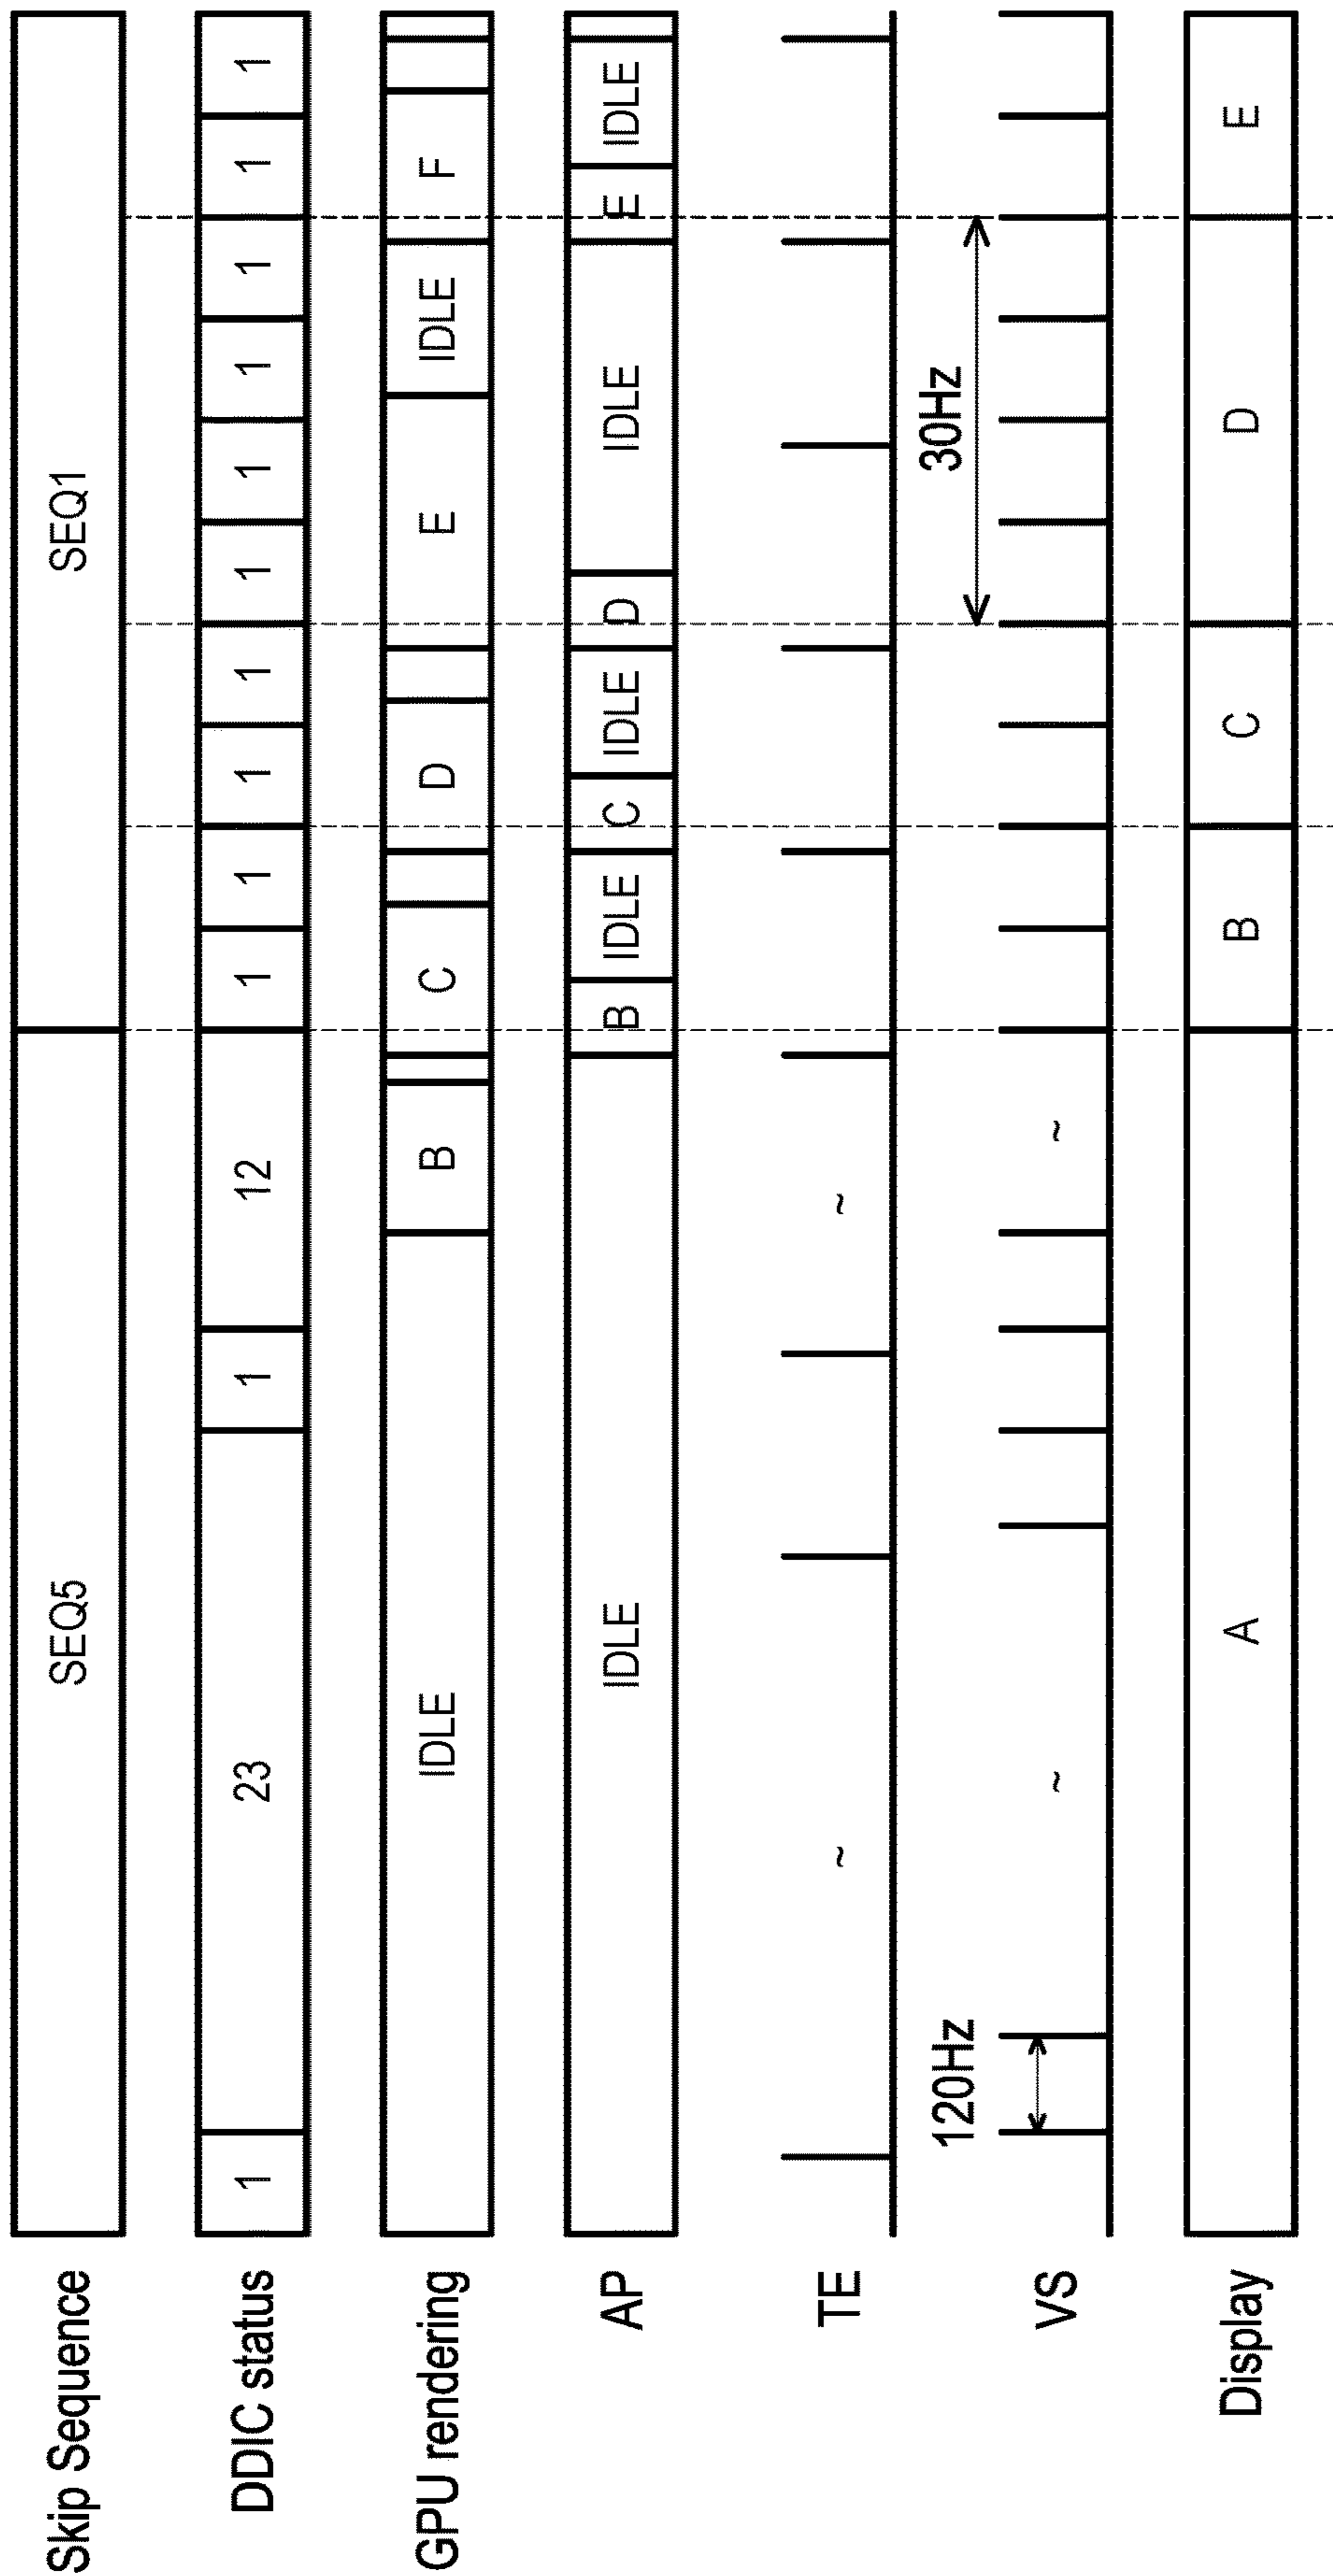 Skip Sequence SEQ5 SEQ1
DDIC status 1 23 1 12 1 1 1 1 1 1 1 1 1 1
GPU rendering IDLE B C D E IDLE F
AP IDLE B IDLE C IDLE D IDLE E IDLE
TE ~ ~
120Hz 30Hz
VS ~ ~
Display A B C D E